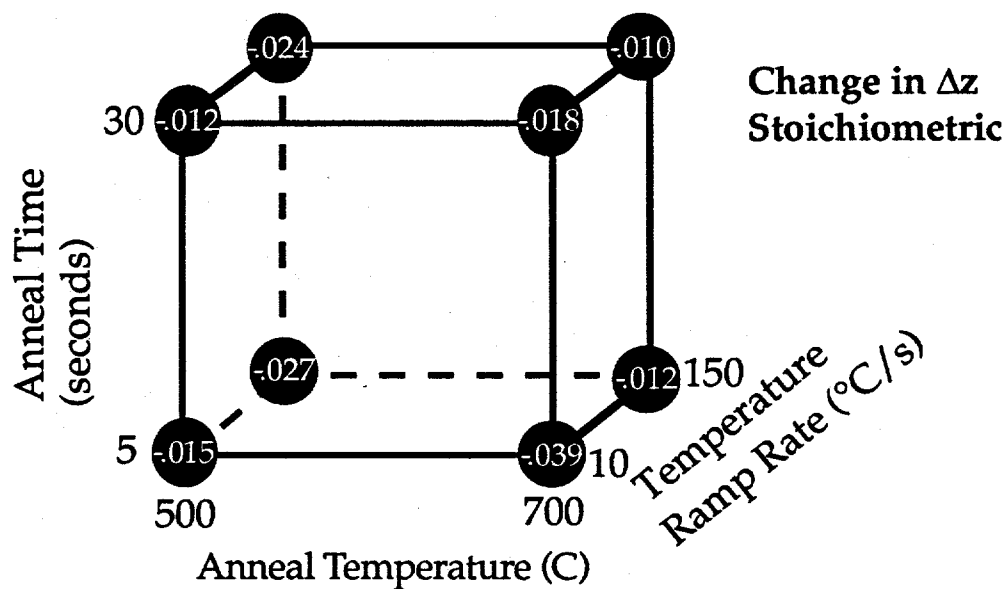 -.024
-.010
Change in Δz
Stoichiometric
30
-.012
-.018
Anneal Time
(seconds)
-.027
-.012
150
5
-.015
-.039
10
Temperature
Ramp Rate (°C/s)
500
700
Anneal Temperature (C)